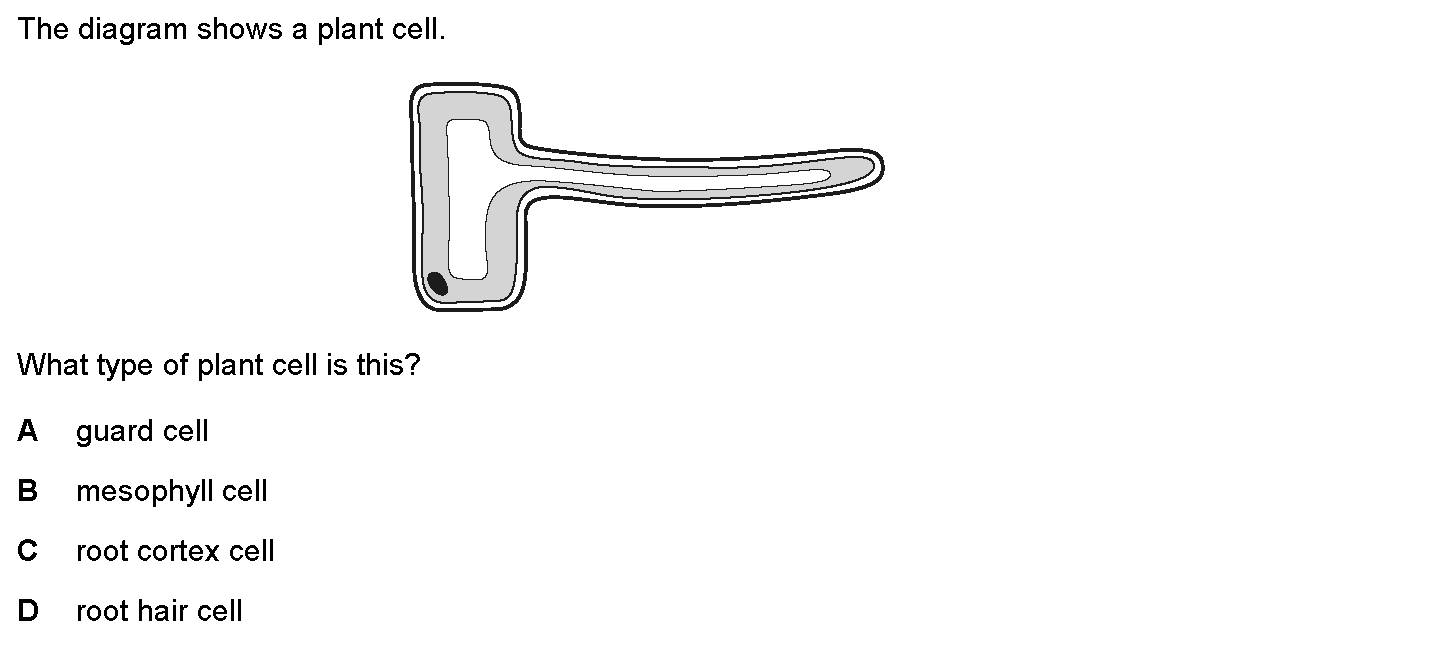 The diagram shows a plant cell.
What type of plant cell is this?
A guard cell
B mesophyll cell
C root cortex cell
D root hair cell